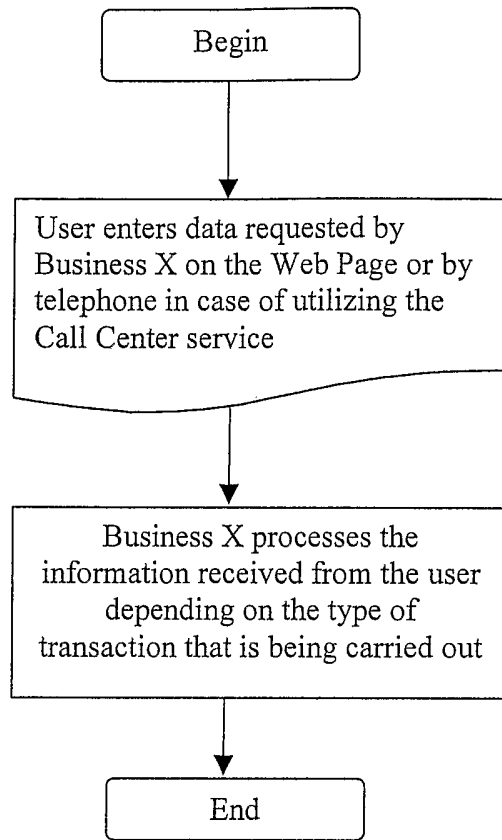 Begin
User enters data requested by
Business X on the Web Page or by
telephone in case of utilizing the
Call Center service
Business X processes the
information received from the user
depending on the type of
transaction that is being carried out
End